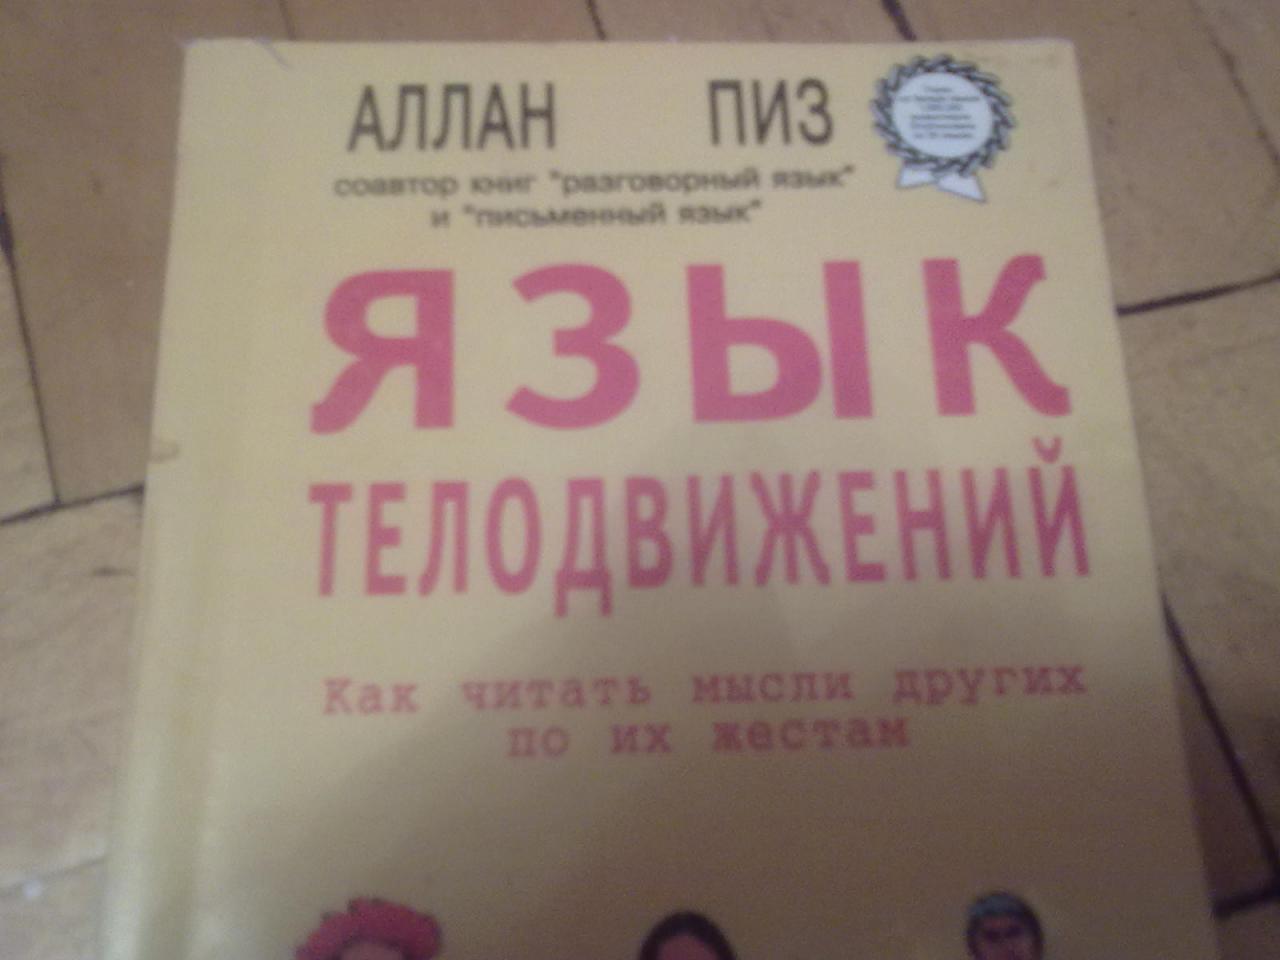 АЛЛАН ПИЗ
соавтор книг "разговорный язык"
и "письменный язык"
ЯЗЫК
ТЕЛОДВИЖЕНИЙ
Как читать мысли других
по их жестам